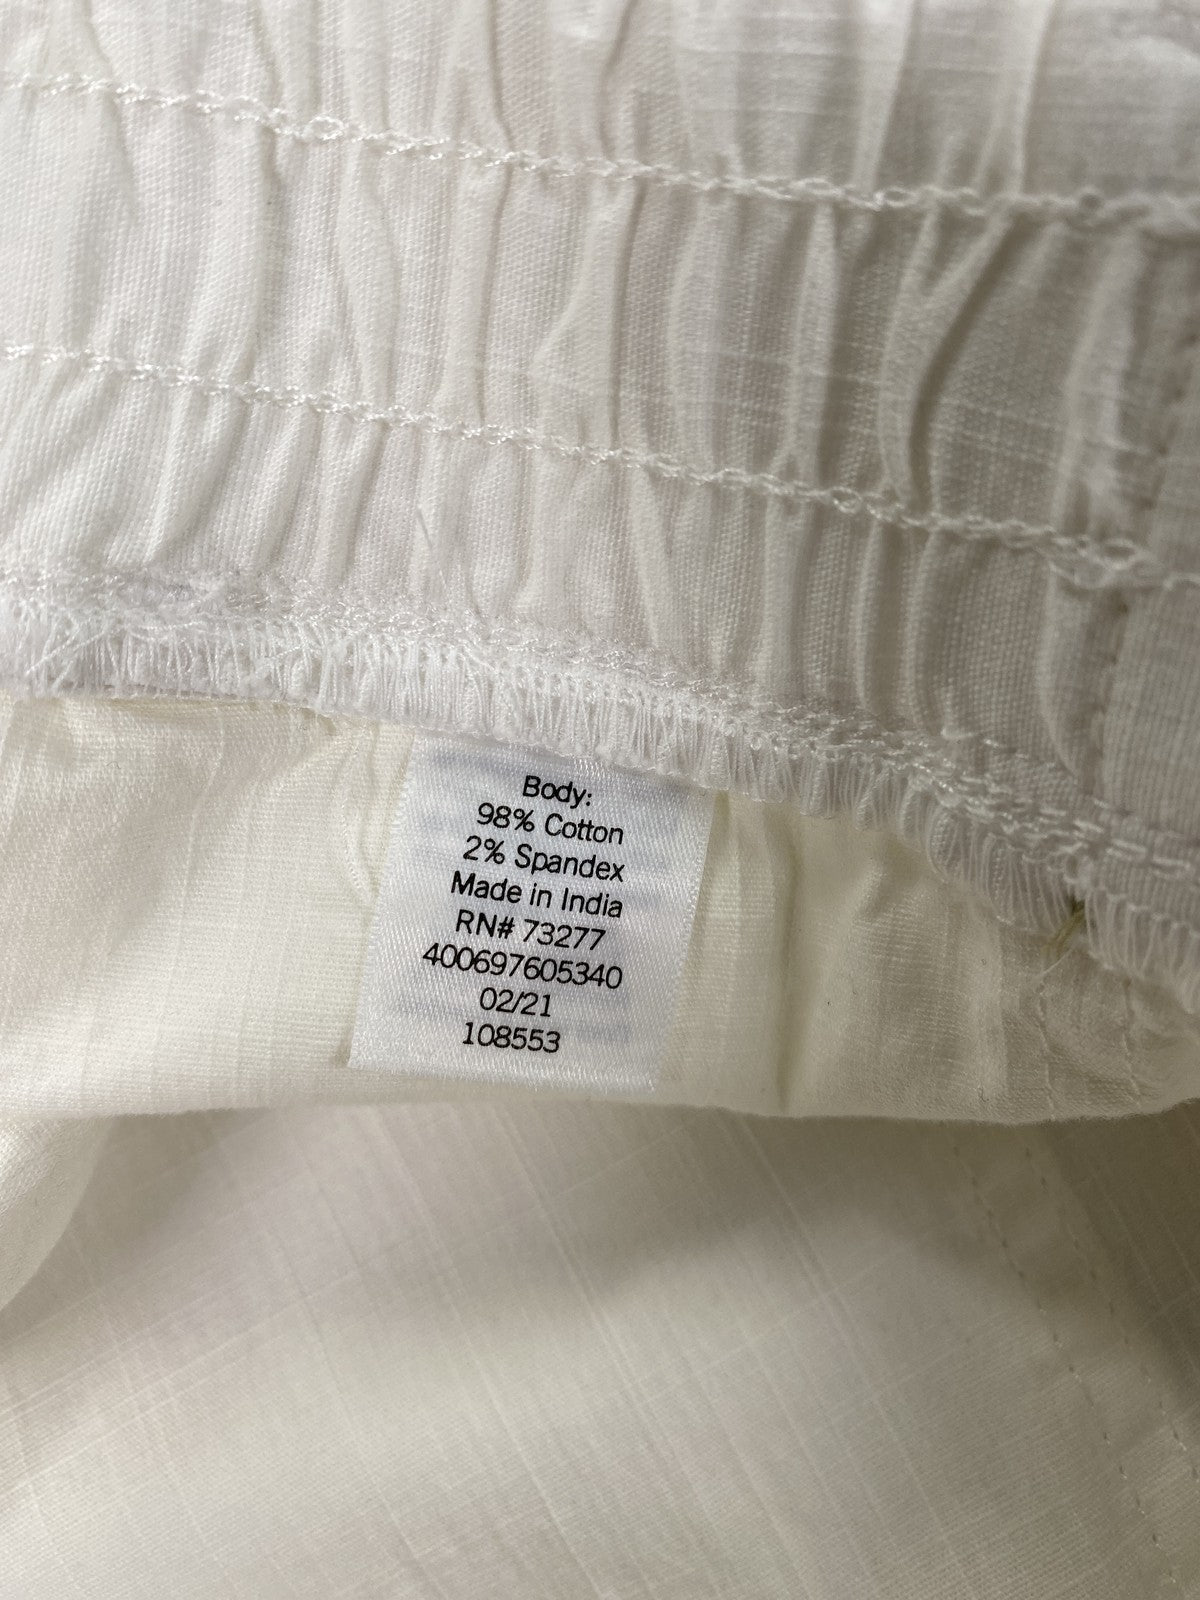 Body:
98% Cotton
2% Spandex
Made in India
RN# 73277
400697605340
02/21
108553